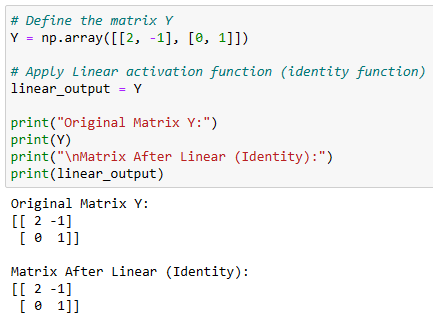 # Define the matrix Y
Y = np.array([[2, -1], [0, 1]])
# Apply Linear activation function (identity function)
linear_output = Y
print("Original Matrix Y:")
print(Y)
print("\nMatrix After Linear (Identity):")
print(linear_output)
Original Matrix Y:
[[ 2 -1]
 [ 0  1]]
Matrix After Linear (Identity):
[[ 2 -1]
 [ 0  1]]